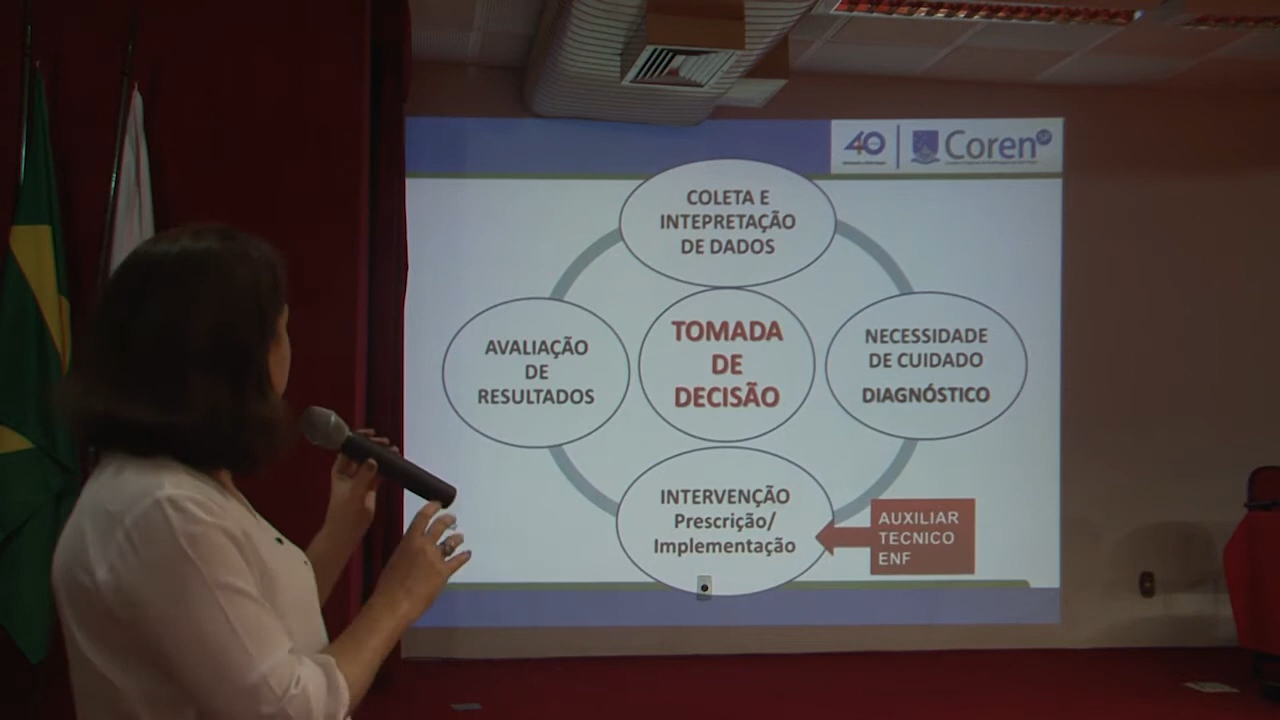 40
Coren SP
COLETA E
INTEPRETAÇÃO
DE DADOS
AVALIAÇÃO
DE
RESULTADOS
TOMADA
DE
DECISÃO
NECESSIDADE
DE CUIDADO
DIAGNÓSTICO
INTERVENÇÃO
Prescrição/
Implementação
AUXILIAR
TECNICO
ENF